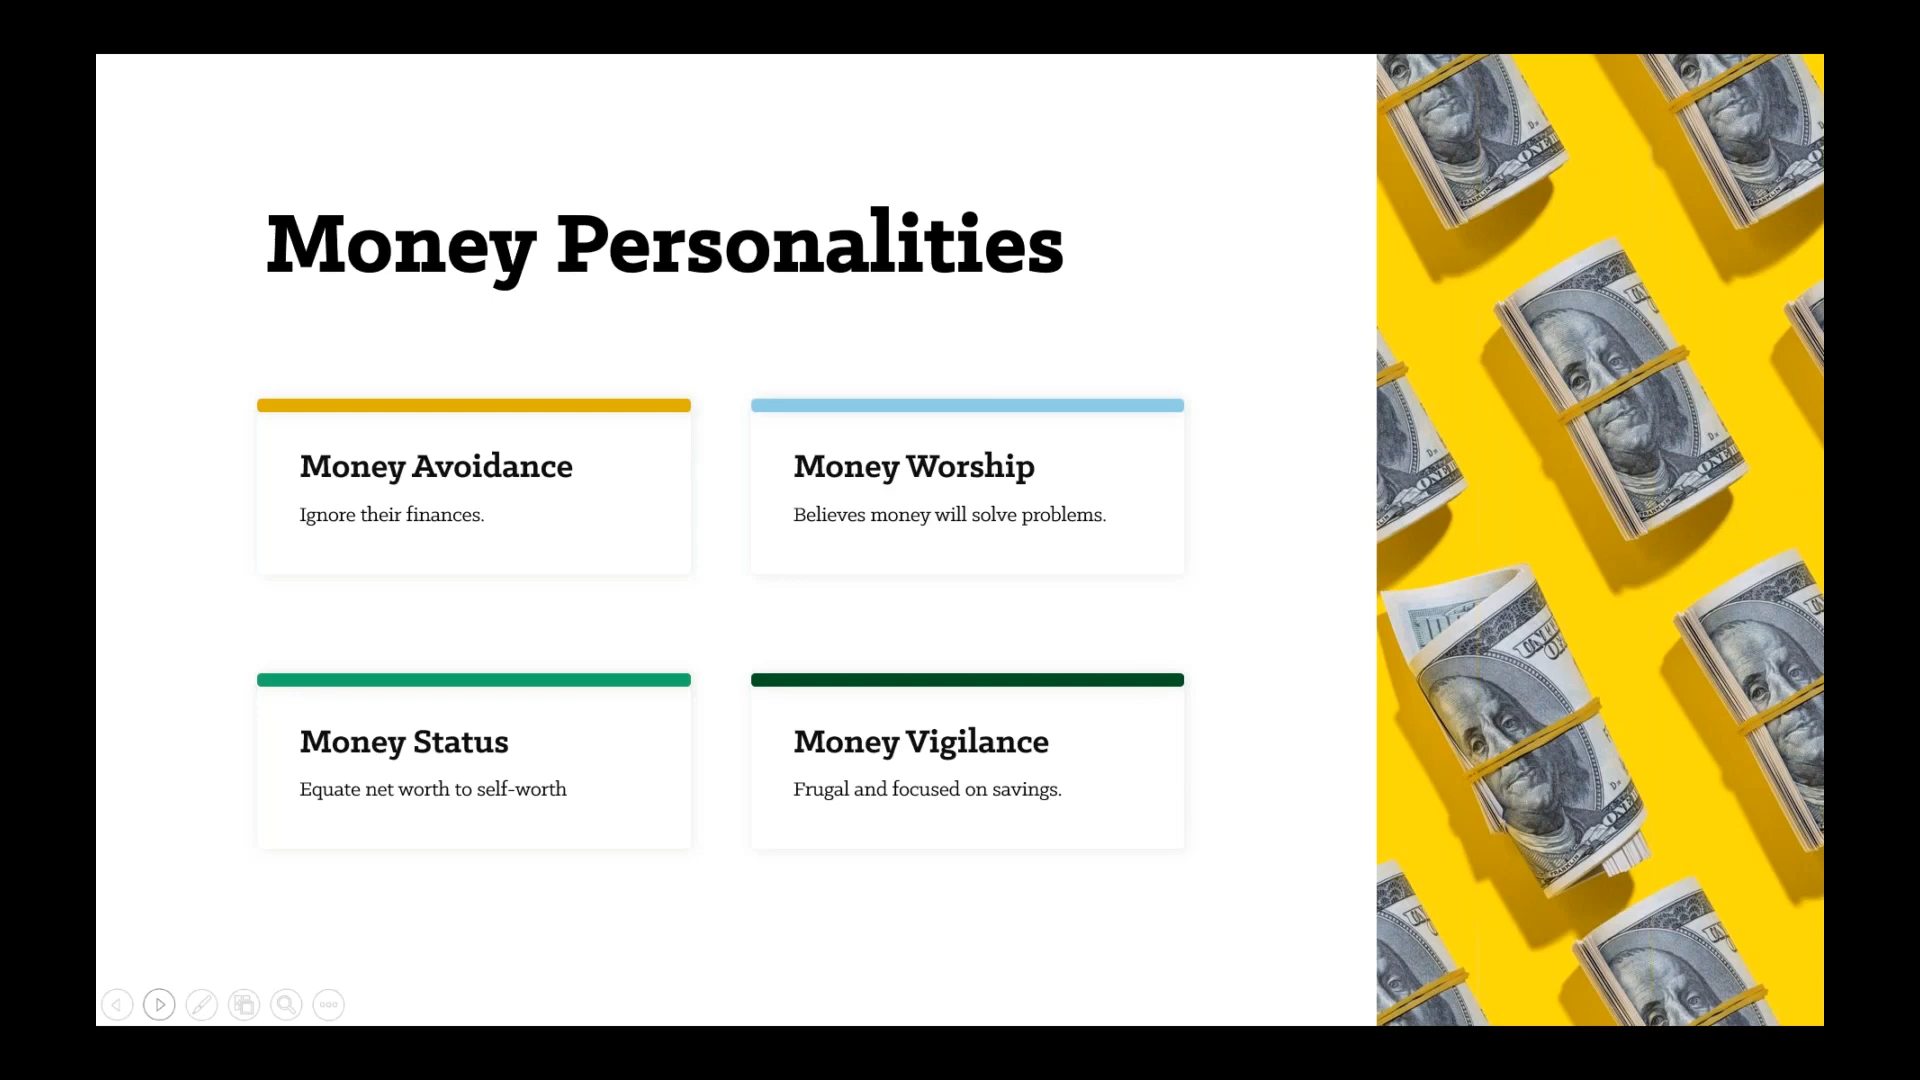 Money Personalities
Money Avoidance
Ignore their finances.
Money Worship
Believes money will solve problems.
Money Status
Equate net worth to self-worth
Money Vigilance
Frugal and focused on savings.